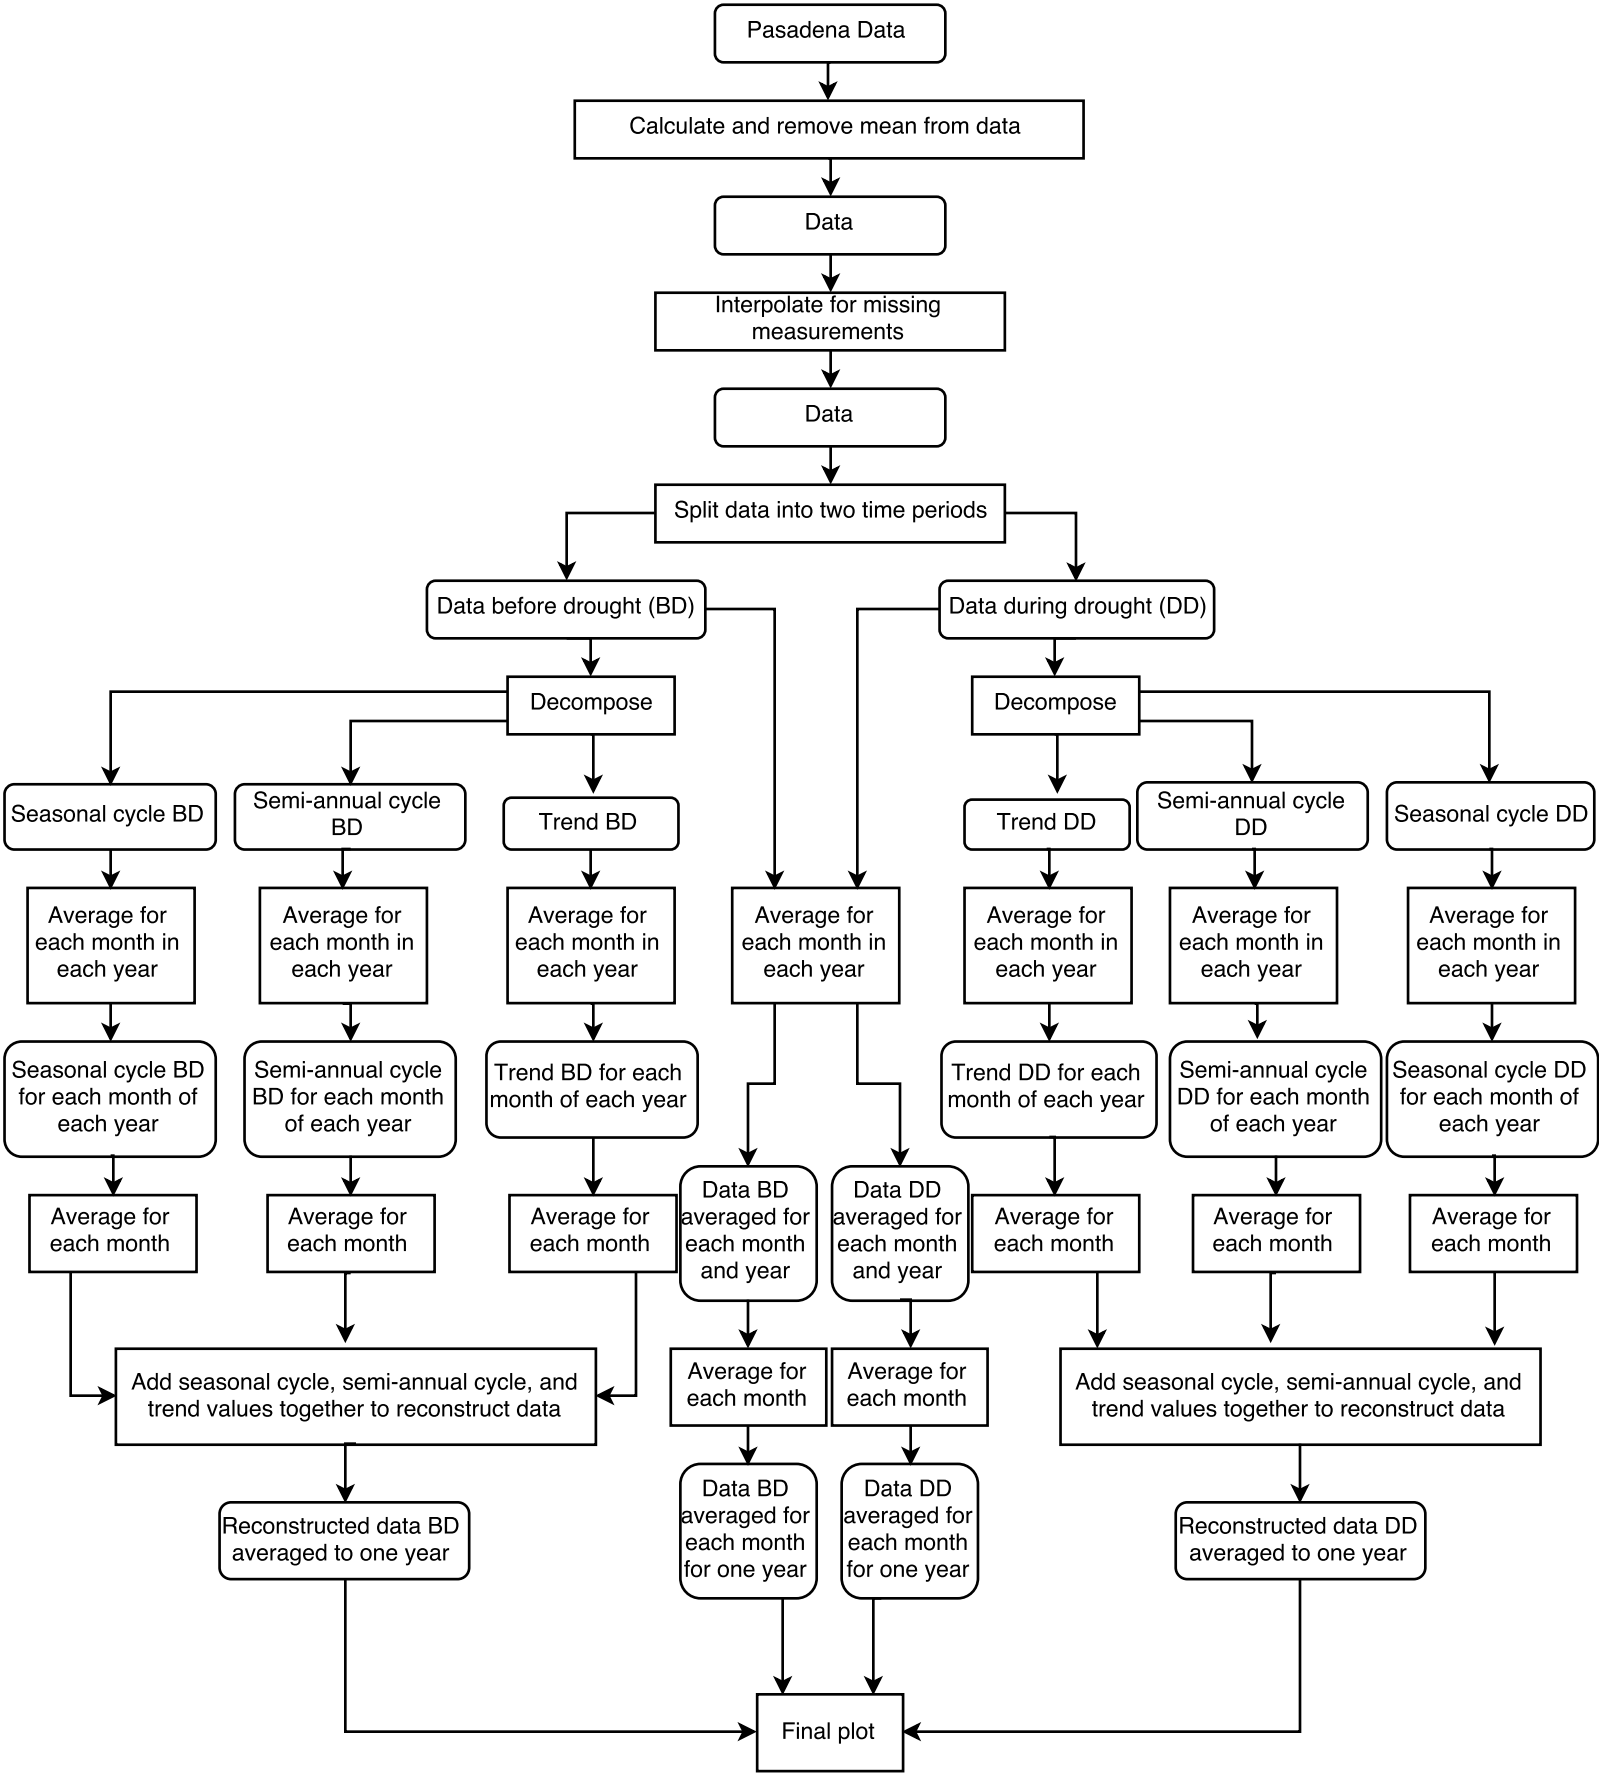 Pasadena Data
Calculate and remove mean from data
Data
Interpolate for missing
measurements
Data
Split data into two time periods
Data before drought (BD)
Data during drought (DD)
Decompose
Decompose
Seasonal cycle BD
Semi-annual cycle
BD
Trend BD
Trend DD
Semi-annual cycle
DD
Seasonal cycle DD
Average for
each month in
each year
Average for
each month in
each year
Average for
each month in
each year
Average for
each month in
each year
Average for
each month in
each year
Average for
each month in
each year
Average for
each month in
each year
Seasonal cycle BD
for each month of
each year
Semi-annual cycle
BD for each month
of each year
Trend BD for each
month of each year
Trend DD for each
month of each year
Semi-annual cycle
DD for each month
of each year
Seasonal cycle DD
for each month of
each year
Average for
each month
Average for
each month
Average for
each month
Data BD
averaged for
each month
and year
Data DD
averaged for
each month
and year
Average for
each month
Average for
each month
Average for
each month
Add seasonal cycle, semi-annual cycle, and
trend values together to reconstruct data
Average for
each month
Average for
each month
Add seasonal cycle, semi-annual cycle, and
trend values together to reconstruct data
Reconstructed data BD
averaged to one year
Data BD
averaged for
each month
for one year
Data DD
averaged for
each month
for one year
Reconstructed data DD
averaged to one year
Final plot